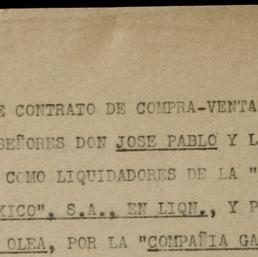 E CONTRATO DE COMPRA-VENTA
SEÑORES DON JOSE PABLO Y L
COMO LIQUIDADORES DE LA "
XICO", S.A., EN LIQN., Y P
OLEA, POR LA "COMPAÑIA GA